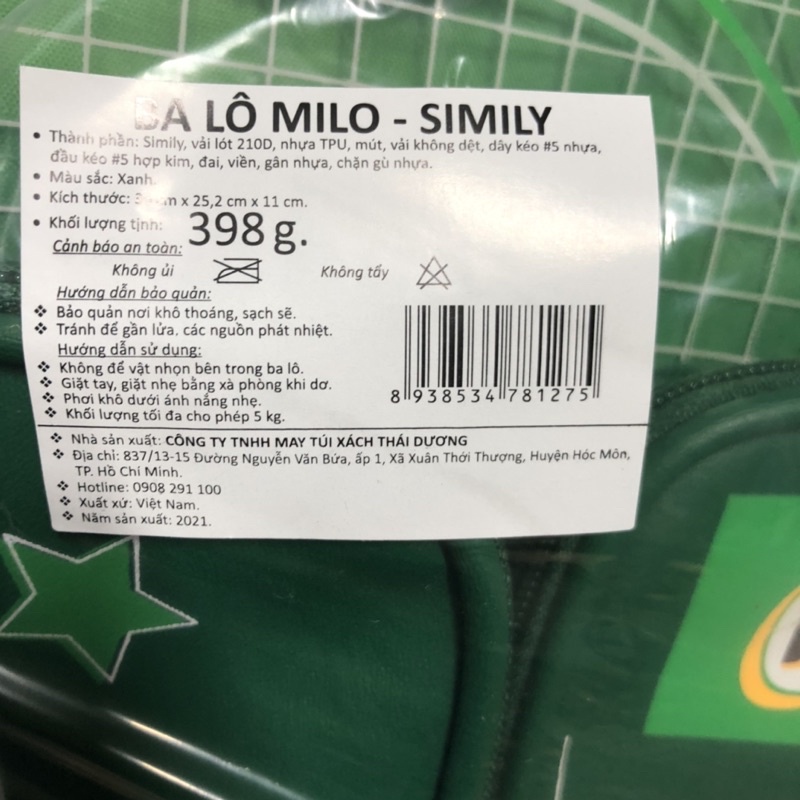 BA LÔ MILO - SIMILY
• Thành phần: Simily, vải lót 210D, nhựa TPU, mút, vải không dệt, dây kéo #5 nhựa,
đầu kéo #5 hợp kim, đai, viền, gân nhựa, chặn gù nhựa.
• Màu sắc: Xanh.
• Kích thước: x 25,2 cm x 11 cm.
• Khối lượng tịnh: 398 g.
Cảnh báo an toàn:
Không ủi Không tẩy
Hướng dẫn bảo quản:
❖ Bảo quản nơi khô thoáng, sạch sẽ.
❖ Tránh để gần lửa, các nguồn phát nhiệt.
Hướng dẫn sử dụng:
❖ Không để vật nhọn bên trong ba lô.
❖ Giặt tay, giặt nhẹ bằng xà phòng khi dơ.
❖ Phơi khô dưới ánh nắng nhẹ.
❖ Khối lượng tối đa cho phép 5 kg.
8 938534 781275
❖ Nhà sản xuất: CÔNG TY TNHH MAY TÚI XÁCH THÁI DƯƠNG
❖ Địa chỉ: 837/13-15 Đường Nguyễn Văn Bứa, ấp 1, Xã Xuân Thới Thượng, Huyện Hóc Môn,
TP. Hồ Chí Minh.
❖ Hotline: 0908 291 100
❖ Xuất xứ: Việt Nam.
❖ Năm sản xuất: 2021.